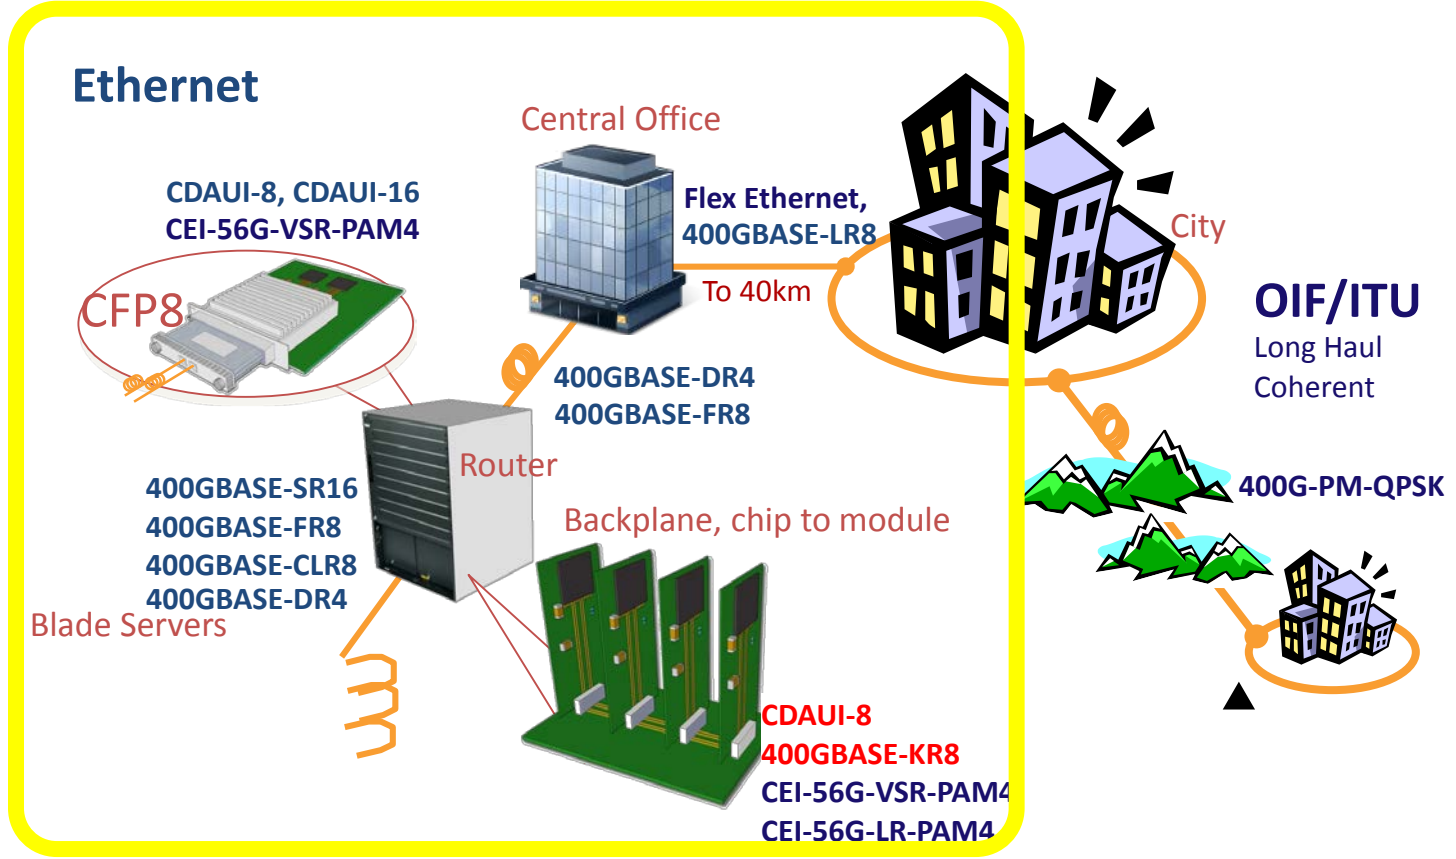 Ethernet
Central Office
CDAUI-8, CDAUI-16
CEI-56G-VSR-PAM4
Flex Ethernet,
400GBASE-LR8
To 40km
City
CFP8
OIF/ITU
Long Haul
Coherent
400GBASE-DR4
400GBASE-FR8
Router
400GBASE-SR16
400GBASE-FR8
400GBASE-CLR8
400GBASE-DR4
Blade Servers
Backplane, chip to module
400G-PM-QPSK
CDAUI-8
400GBASE-KR8
CEI-56G-VSR-PAM4
CEI-56G-LR-PAM4